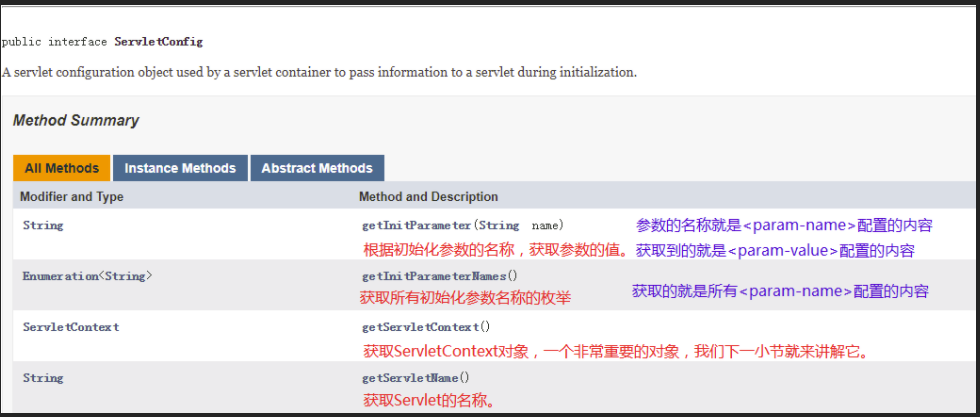 public interface ServletConfig
A servlet configuration object used by a servlet container to pass information to a servlet during initialization.
Method Summary
All Methods Instance Methods Abstract Methods
Modifier and Type Method and Description
String getInitParameter(String name) 参数的名称就是<param-name>配置的内容
根据初始化参数的名称，获取参数的值。 获取到的就是<param-value>配置的内容
Enumeration<String> getInitParameterNames()
获取所有初始化参数名称的枚举 获取的就是所有<param-name>配置的内容
ServletContext getServletContext()
获取ServletContext对象，一个非常重要的对象，我们下一小节就来讲解它。
String getServletName()
获取Servlet的名称。